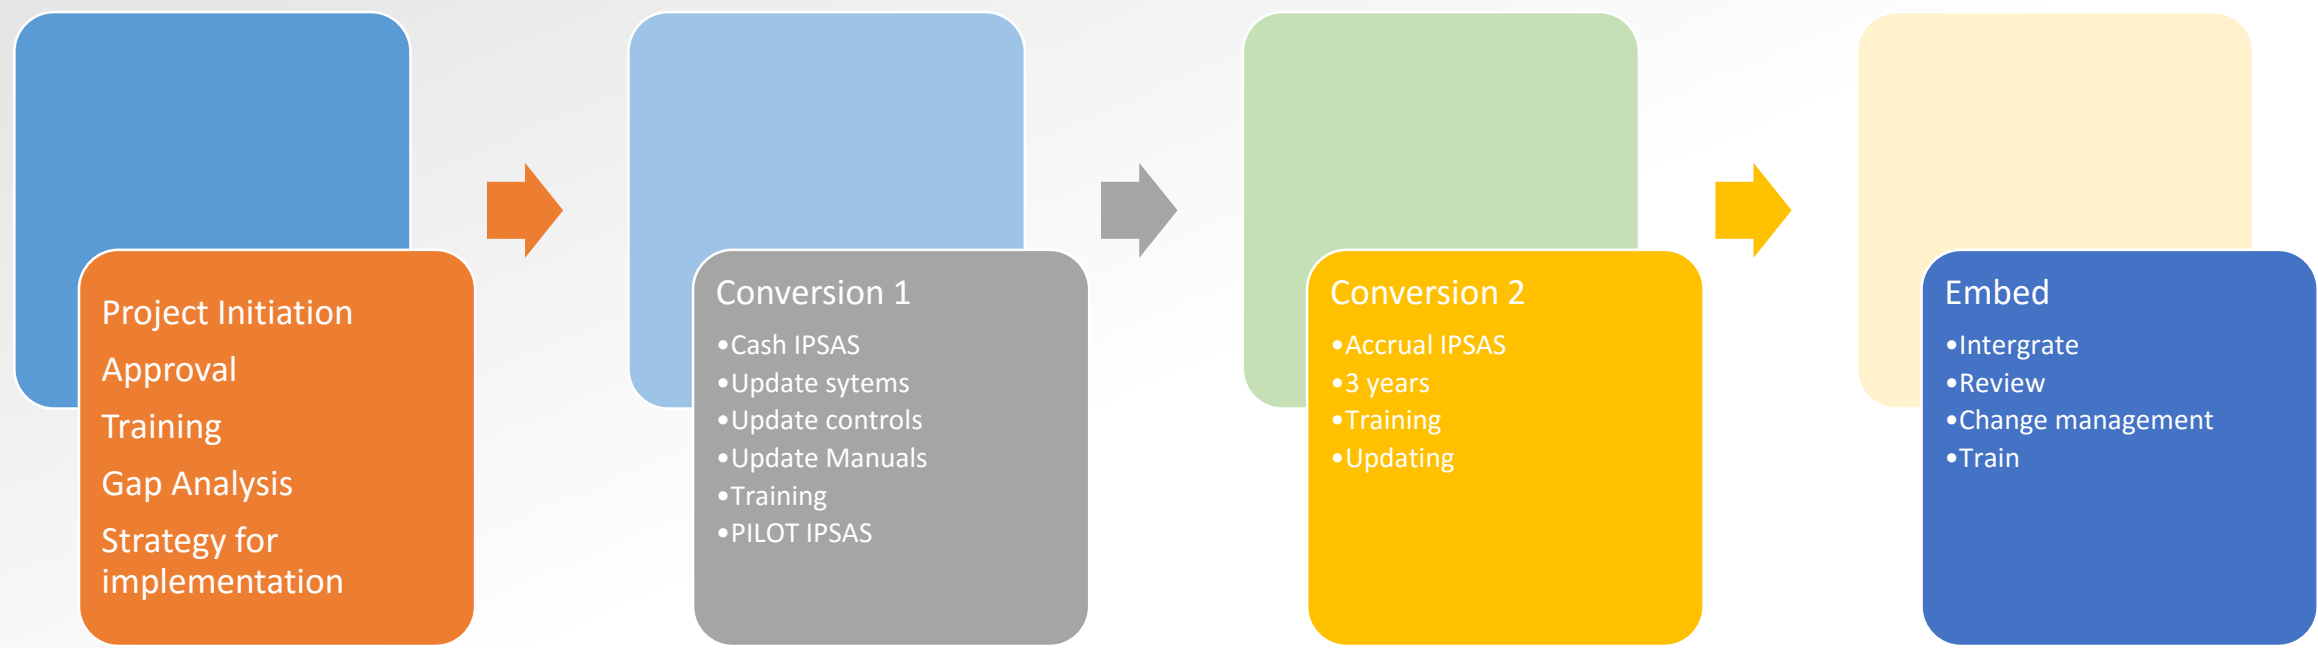 Project Initiation
Approval
Training
Gap Analysis
Strategy for
implementation
Conversion 1
•Cash IPSAS
•Update sytems
•Update controls
•Update Manuals
•Training
•PILOT IPSAS
Conversion 2
•Accrual IPSAS
•3 years
•Training
•Updating
Embed
•Intergrate
•Review
•Change management
•Train